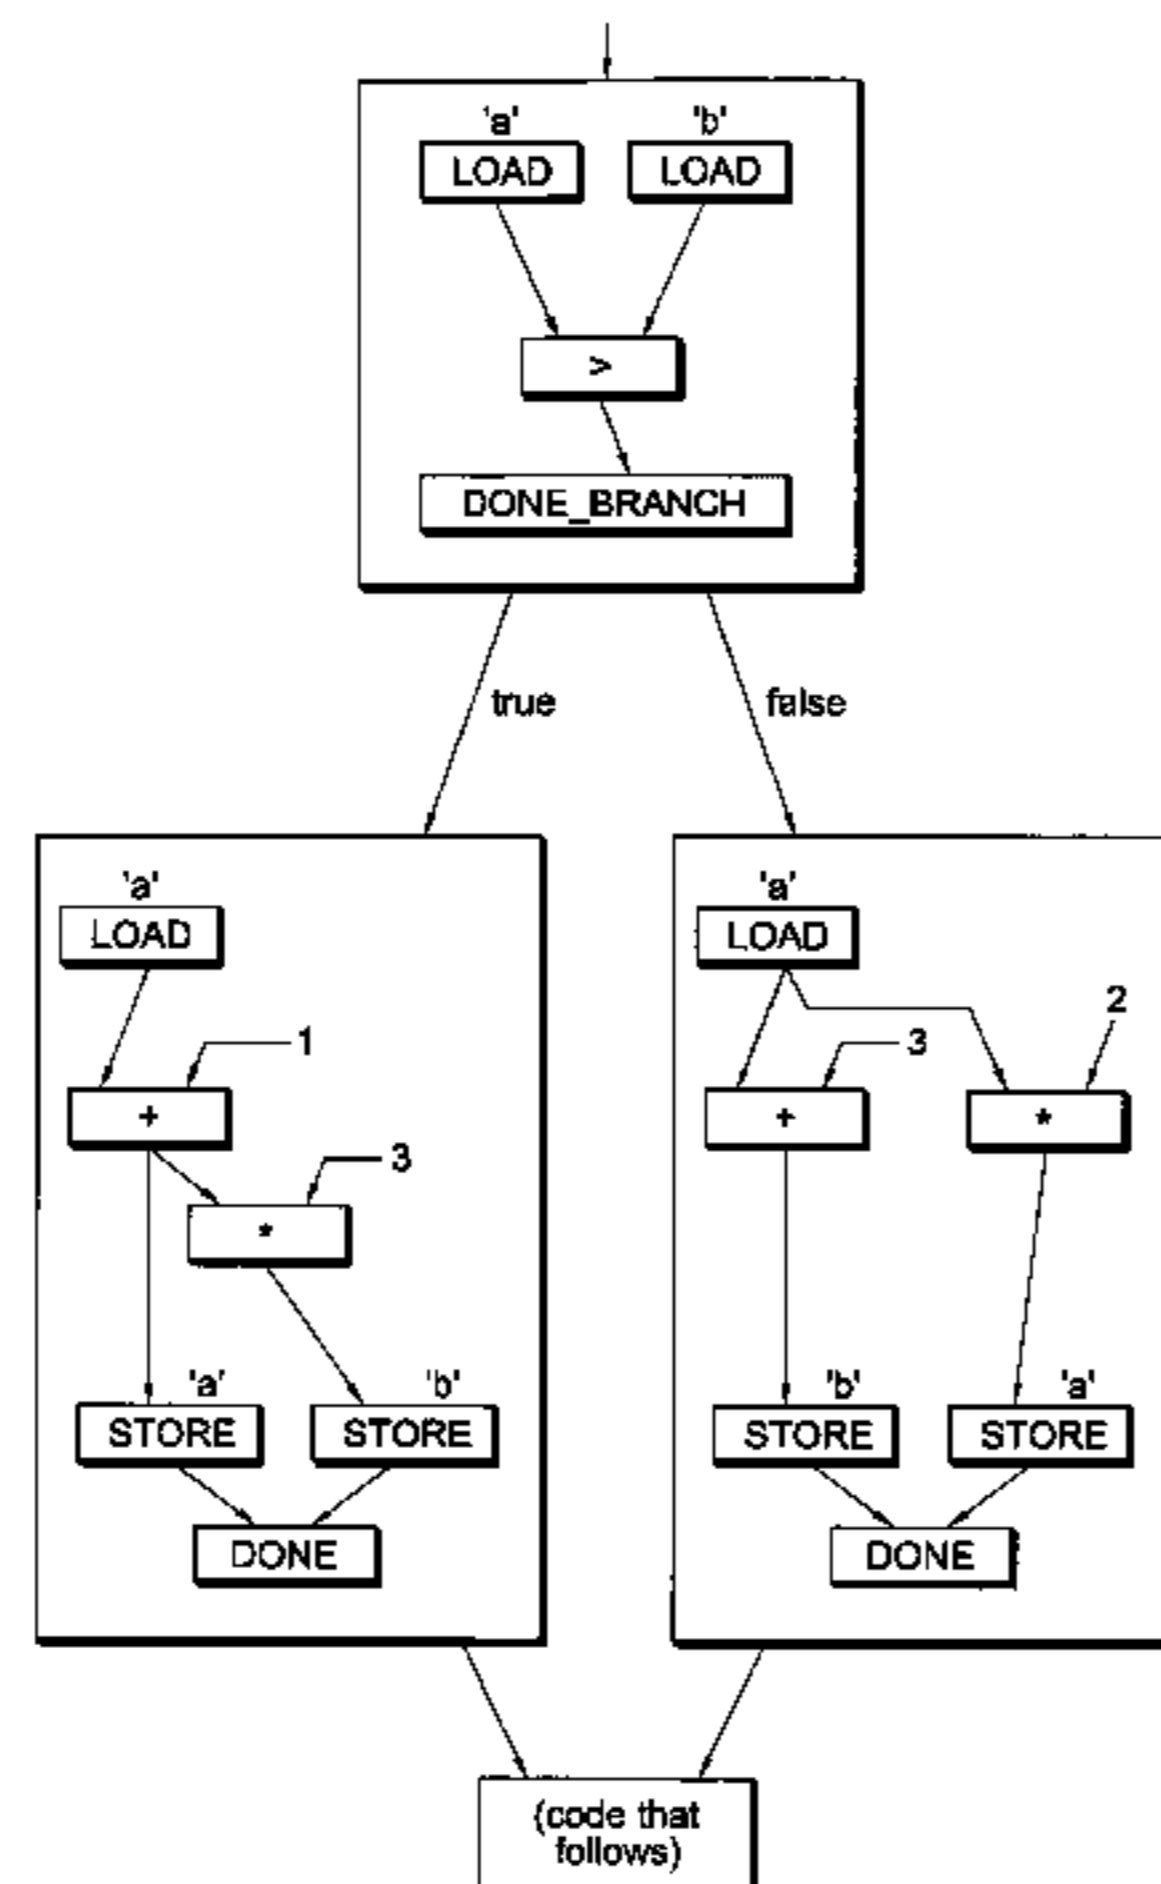 'a' 'b'
LOAD LOAD
>
DONE_BRANCH
true false
'a'
LOAD
1
+
3
*
'a' 'b'
STORE STORE
DONE
'a'
LOAD
2
3
+ *
'b' 'a'
STORE STORE
DONE
(code that
follows)